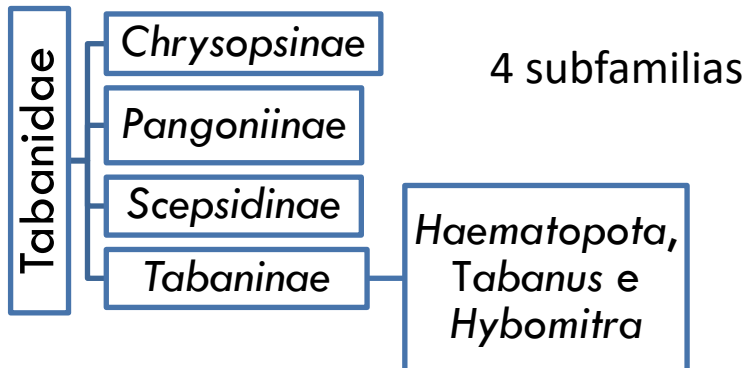 Tabanidae
Chrysopsinae
4 subfamilias
Pangoniinae
Scepsidinae
Tabaninae
Haematopota,
Tabanus e
Hybomitra